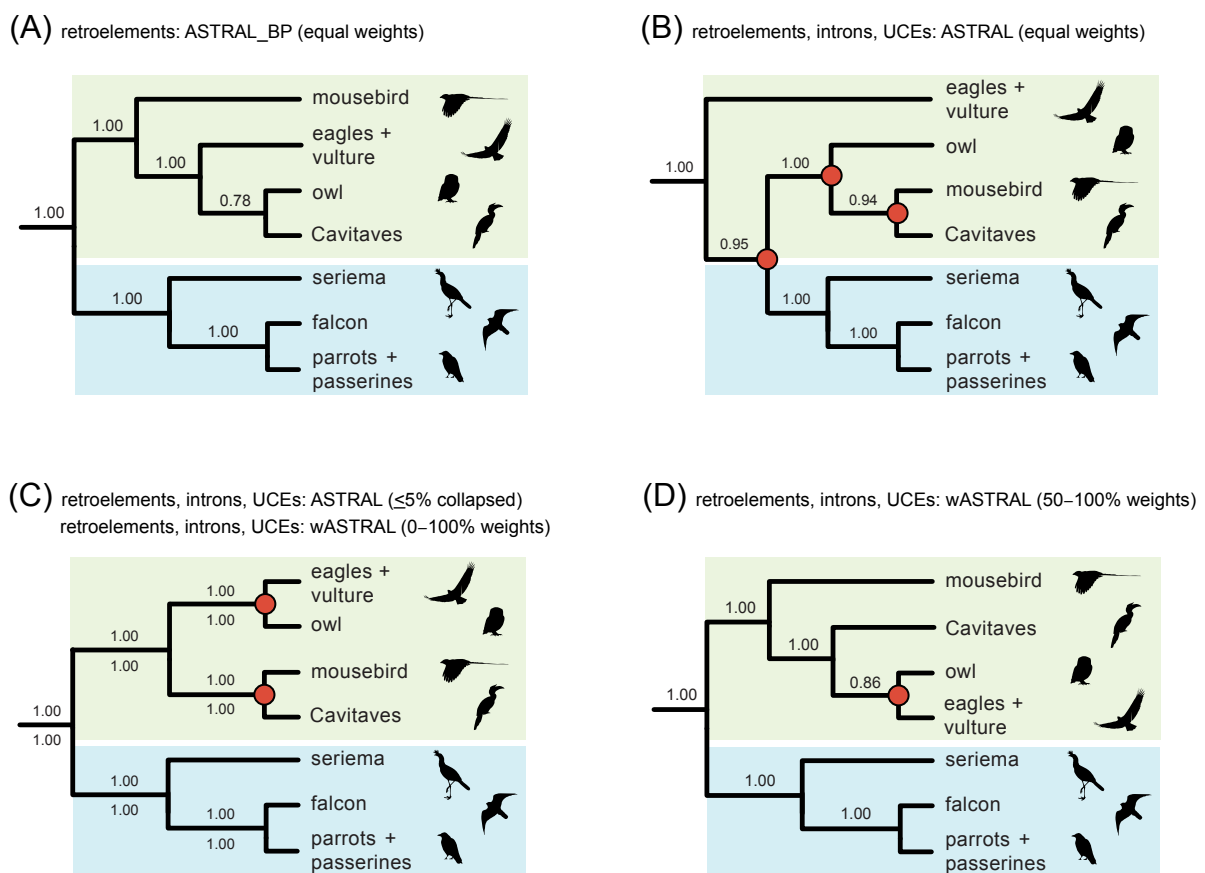 (A) retroelements: ASTRAL_BP (equal weights)
mousebird
1.00
eagles +
vulture
1.00
owl
0.78
Cavitaves
1.00
seriema
1.00
falcon
1.00
parrots +
passerines
(B) retroelements, introns, UCEs: ASTRAL (equal weights)
eagles +
vulture
1.00
owl
1.00
mousebird
0.94
Cavitaves
0.95
seriema
1.00
falcon
1.00
parrots +
passerines
(C) retroelements, introns, UCEs: ASTRAL (≤5% collapsed)
retroelements, introns, UCEs: wASTRAL (0–100% weights)
eagles +
vulture
1.00
1.00
owl
1.00
1.00
mousebird
1.00
1.00
Cavitaves
1.00
1.00
seriema
1.00
1.00
falcon
1.00
1.00
parrots +
passerines
(D) retroelements, introns, UCEs: wASTRAL (50–100% weights)
mousebird
1.00
Cavitaves
1.00
owl
0.86
eagles +
vulture
1.00
seriema
1.00
falcon
1.00
parrots +
passerines